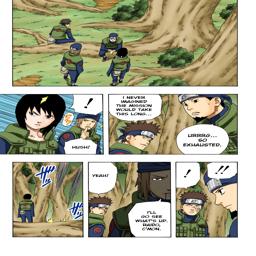 I NEVER
IMAGINED
THE MISSION
WOULD TAKE
THIS LONG...
URRRG...
SO
EXHAUSTED.
!
HUSH!
!
!
YEAH!
I'LL
GO SEE
WHAT'S UP.
RAIDO,
C'MON.